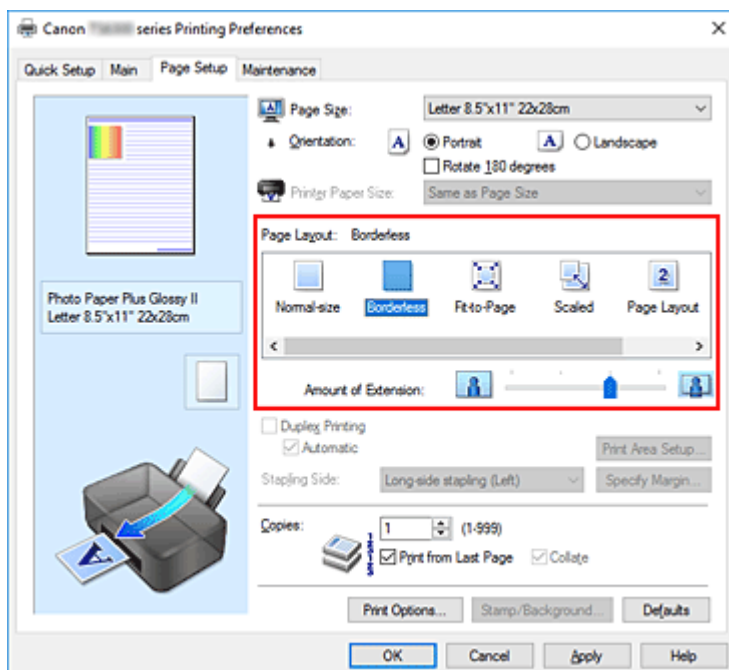 Canon series Printing Preferences
Quick Setup Main Page Setup Maintenance
Page Size: Letter 8.5"x11" 22x28cm
Orientation: A Portrait A Landscape
Rotate 180 degrees
Printer Paper Size: Same as Page Size
Page Layout: Borderless
Normal-size Borderless Fit-to-Page Scaled Page Layout
Photo Paper Plus Glossy II
Letter 8.5"x11" 22x28cm
Amount of Extension:
Duplex Printing
Automatic
Print Area Setup...
Stapling Side: Long-side stapling (Left) Specify Margin...
Copies: 1 (1-999)
Print from Last Page Collate
Print Options... Stamp/Background... Defaults
OK Cancel Apply Help